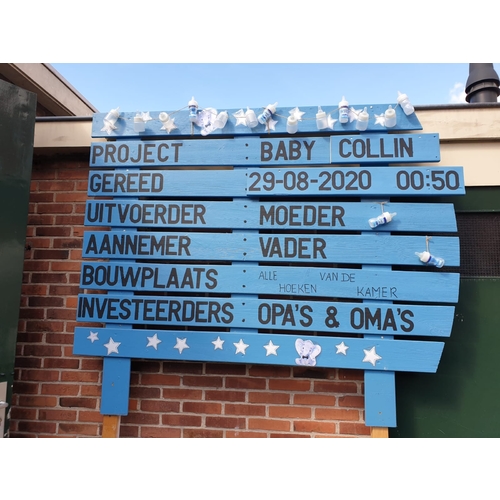 PROJECT BABY COLLIN
GEREED 29-08-2020 00:50
UITVOERDER MOEDER
AANNEMER VADER
BOUWPLAATS ALLE VAN DE
HOEKEN KAMER
INVESTEERDERS OPA'S & OMA'S